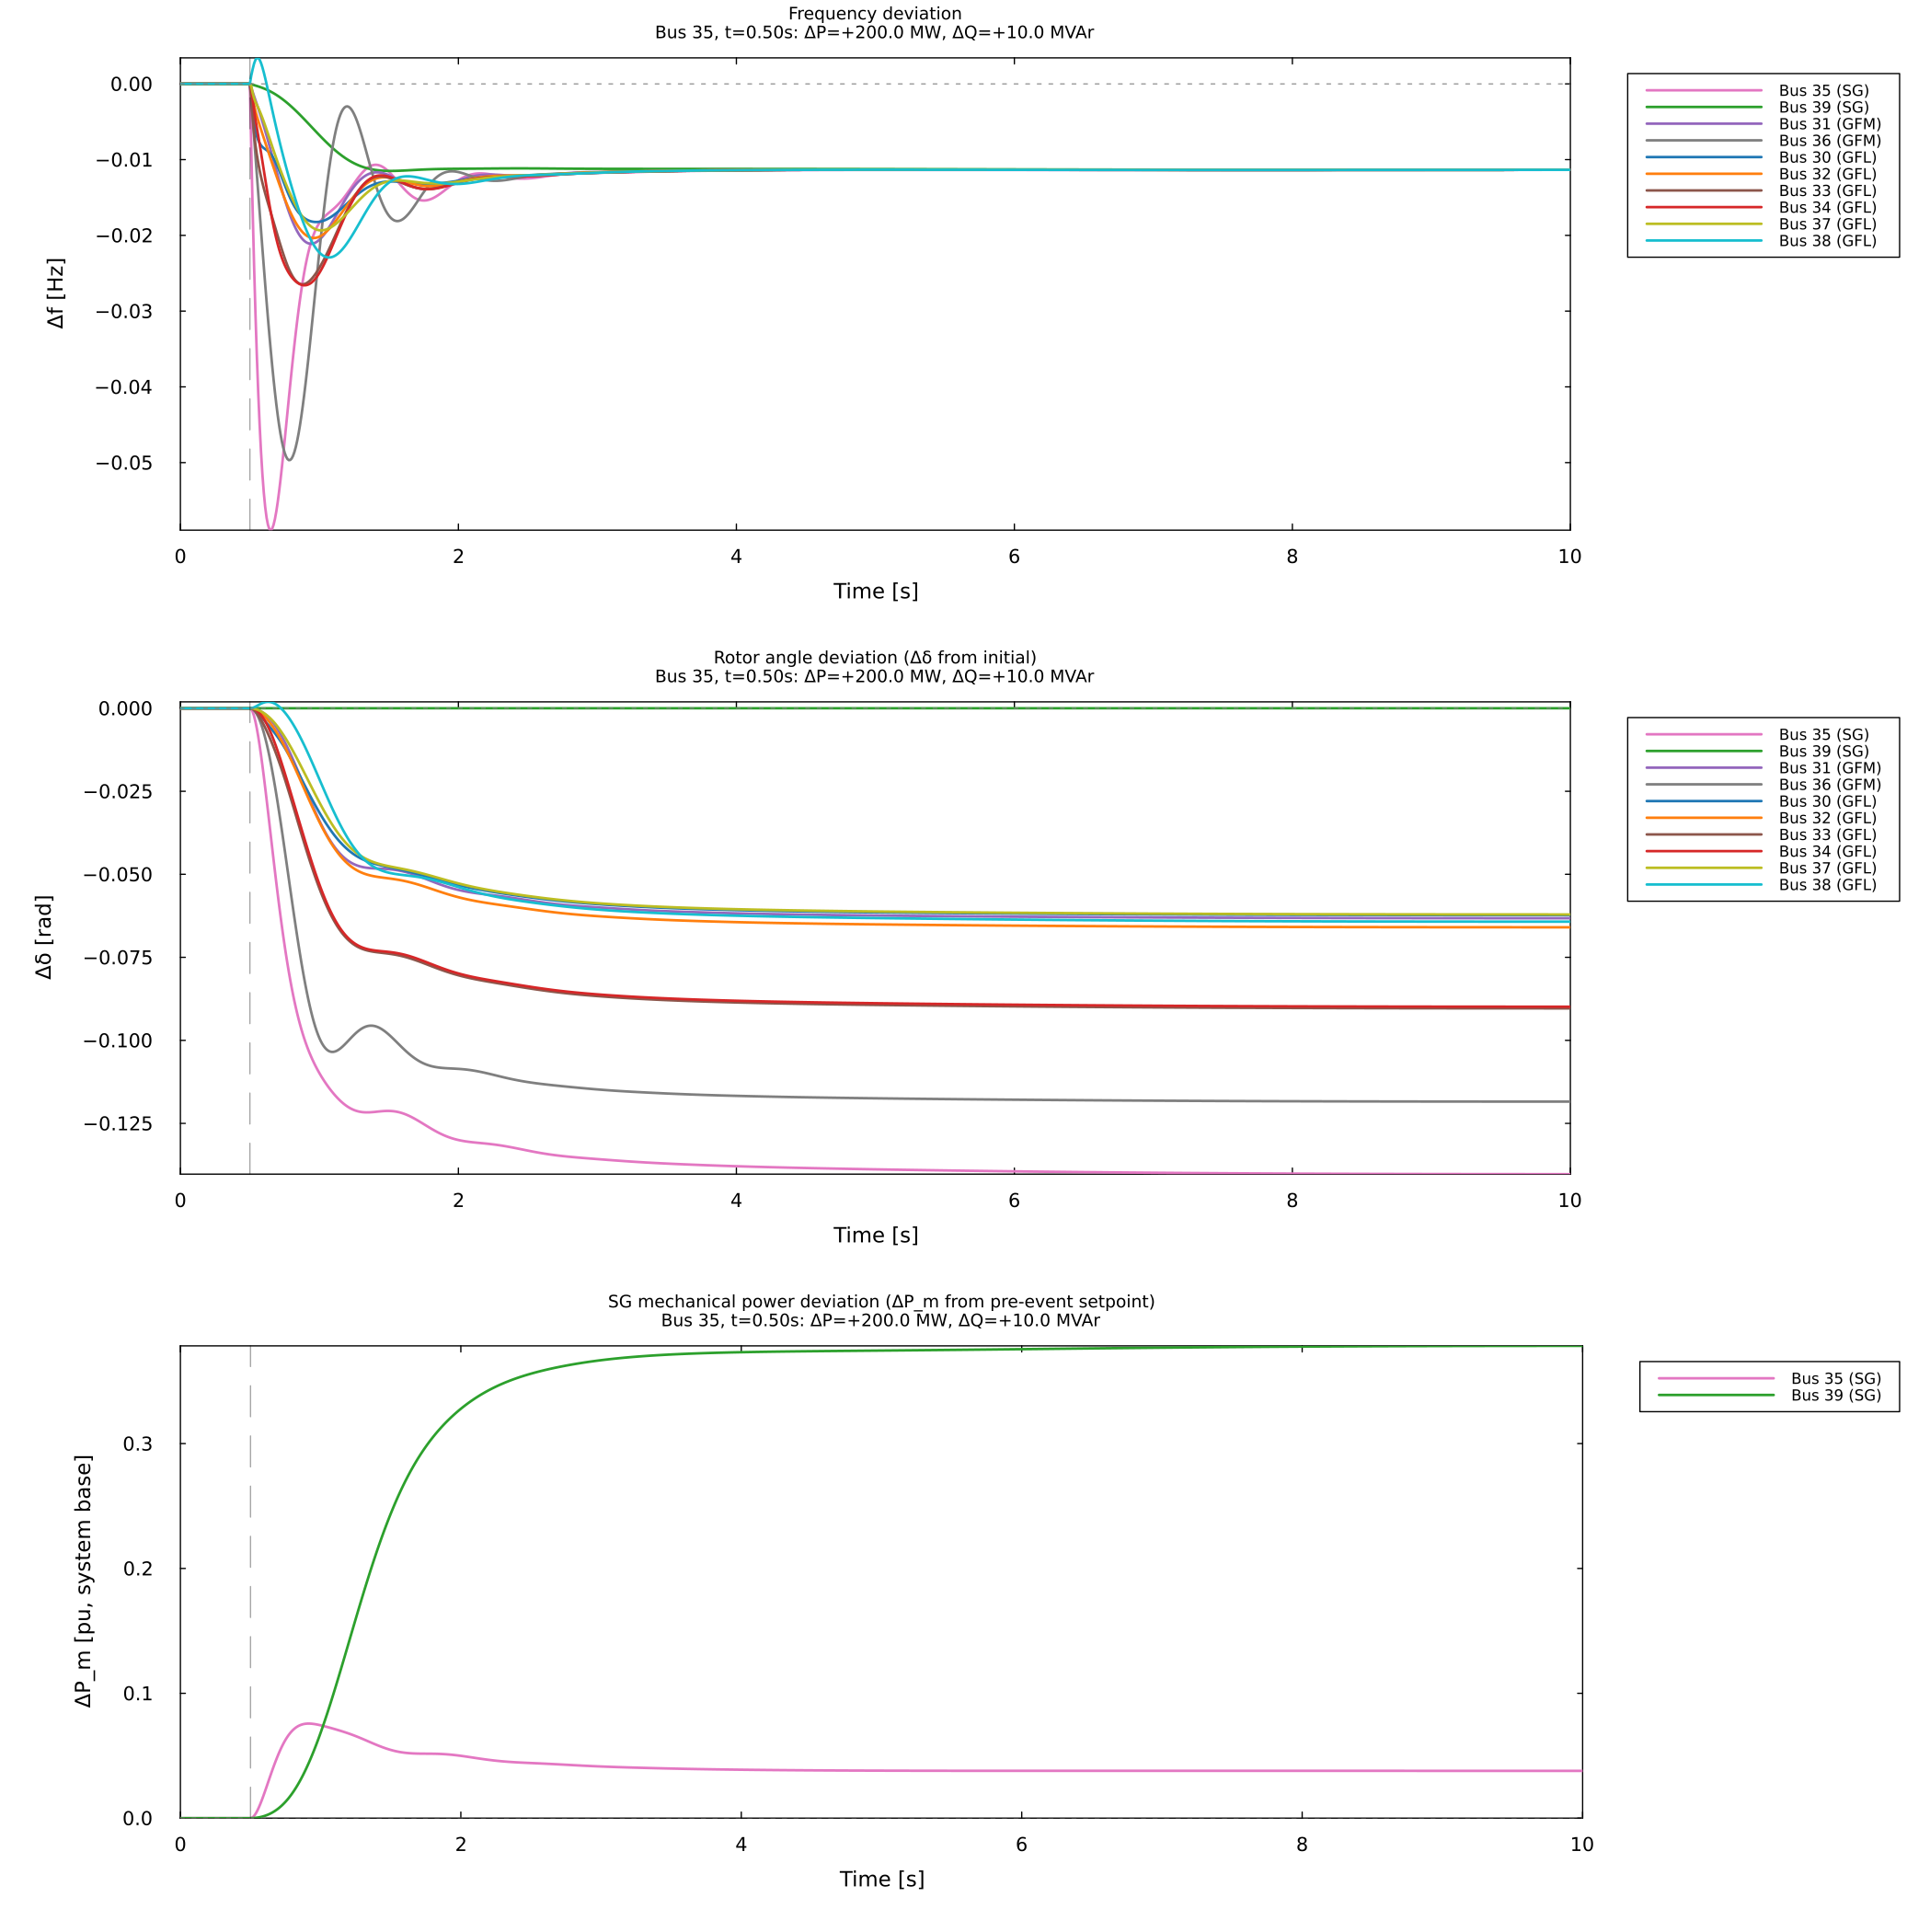 Frequency deviation
Bus 35, t=0.50s: ΔP=+200.0 MW, ΔQ=+10.0 MVAr
0.00
−0.01
−0.02
−0.03
−0.04
−0.05
Δf [Hz]
0 2 4 6 8 10
Time [s]
Bus 35 (SG)
Bus 39 (SG)
Bus 31 (GFM)
Bus 36 (GFM)
Bus 30 (GFL)
Bus 32 (GFL)
Bus 33 (GFL)
Bus 34 (GFL)
Bus 37 (GFL)
Bus 38 (GFL)
Rotor angle deviation (Δδ from initial)
Bus 35, t=0.50s: ΔP=+200.0 MW, ΔQ=+10.0 MVAr
0.000
−0.025
−0.050
−0.075
−0.100
−0.125
Δδ [rad]
0 2 4 6 8 10
Time [s]
Bus 35 (SG)
Bus 39 (SG)
Bus 31 (GFM)
Bus 36 (GFM)
Bus 30 (GFL)
Bus 32 (GFL)
Bus 33 (GFL)
Bus 34 (GFL)
Bus 37 (GFL)
Bus 38 (GFL)
SG mechanical power deviation (ΔP_m from pre-event setpoint)
Bus 35, t=0.50s: ΔP=+200.0 MW, ΔQ=+10.0 MVAr
0.3
0.2
0.1
0.0
ΔP_m [pu, system base]
0 2 4 6 8 10
Time [s]
Bus 35 (SG)
Bus 39 (SG)